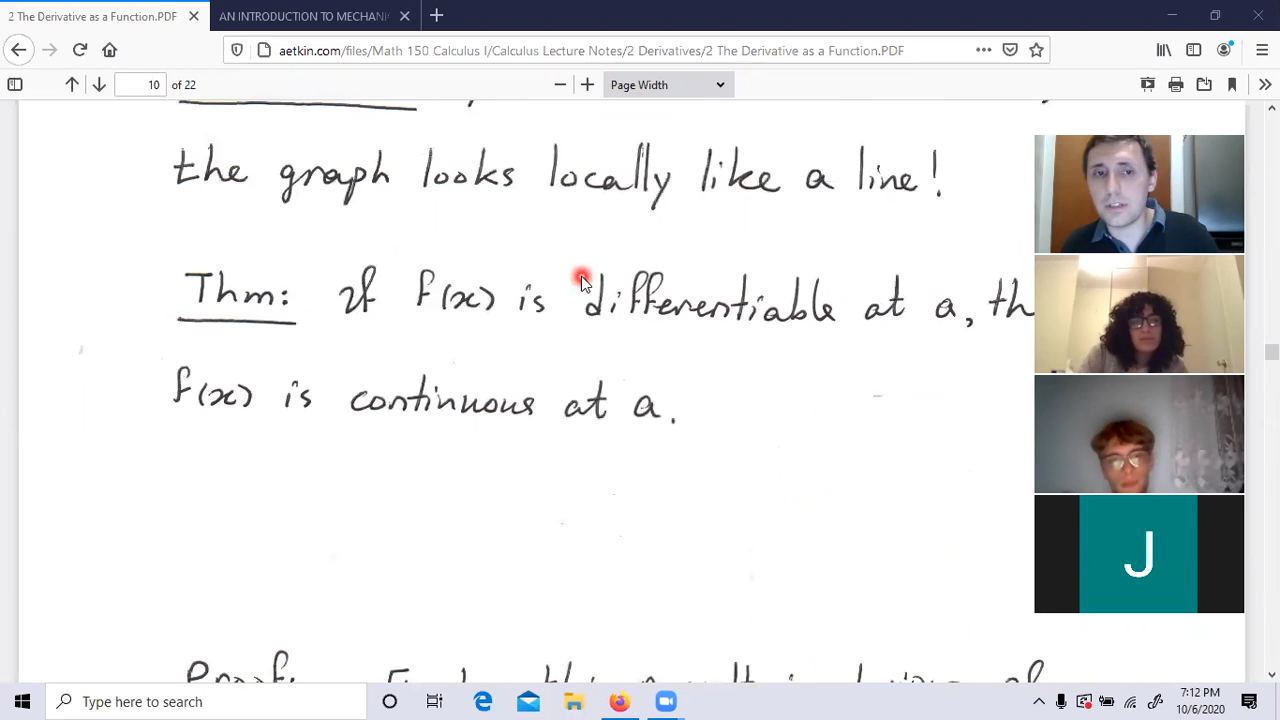 2 The Derivative as a Function.PDF
AN INTRODUCTION TO MECHANI
aetkin.com/files/Math 150 Calculus I/Calculus Lecture Notes/2 Derivatives/2 The Derivative as a Function.PDF
10 of 22
Page Width
the graph looks locally like a line!
Thm: If f(x) is differentiable at a, th
f(x) is continuous at a.
J
Type here to search
7:12 PM
10/6/2020